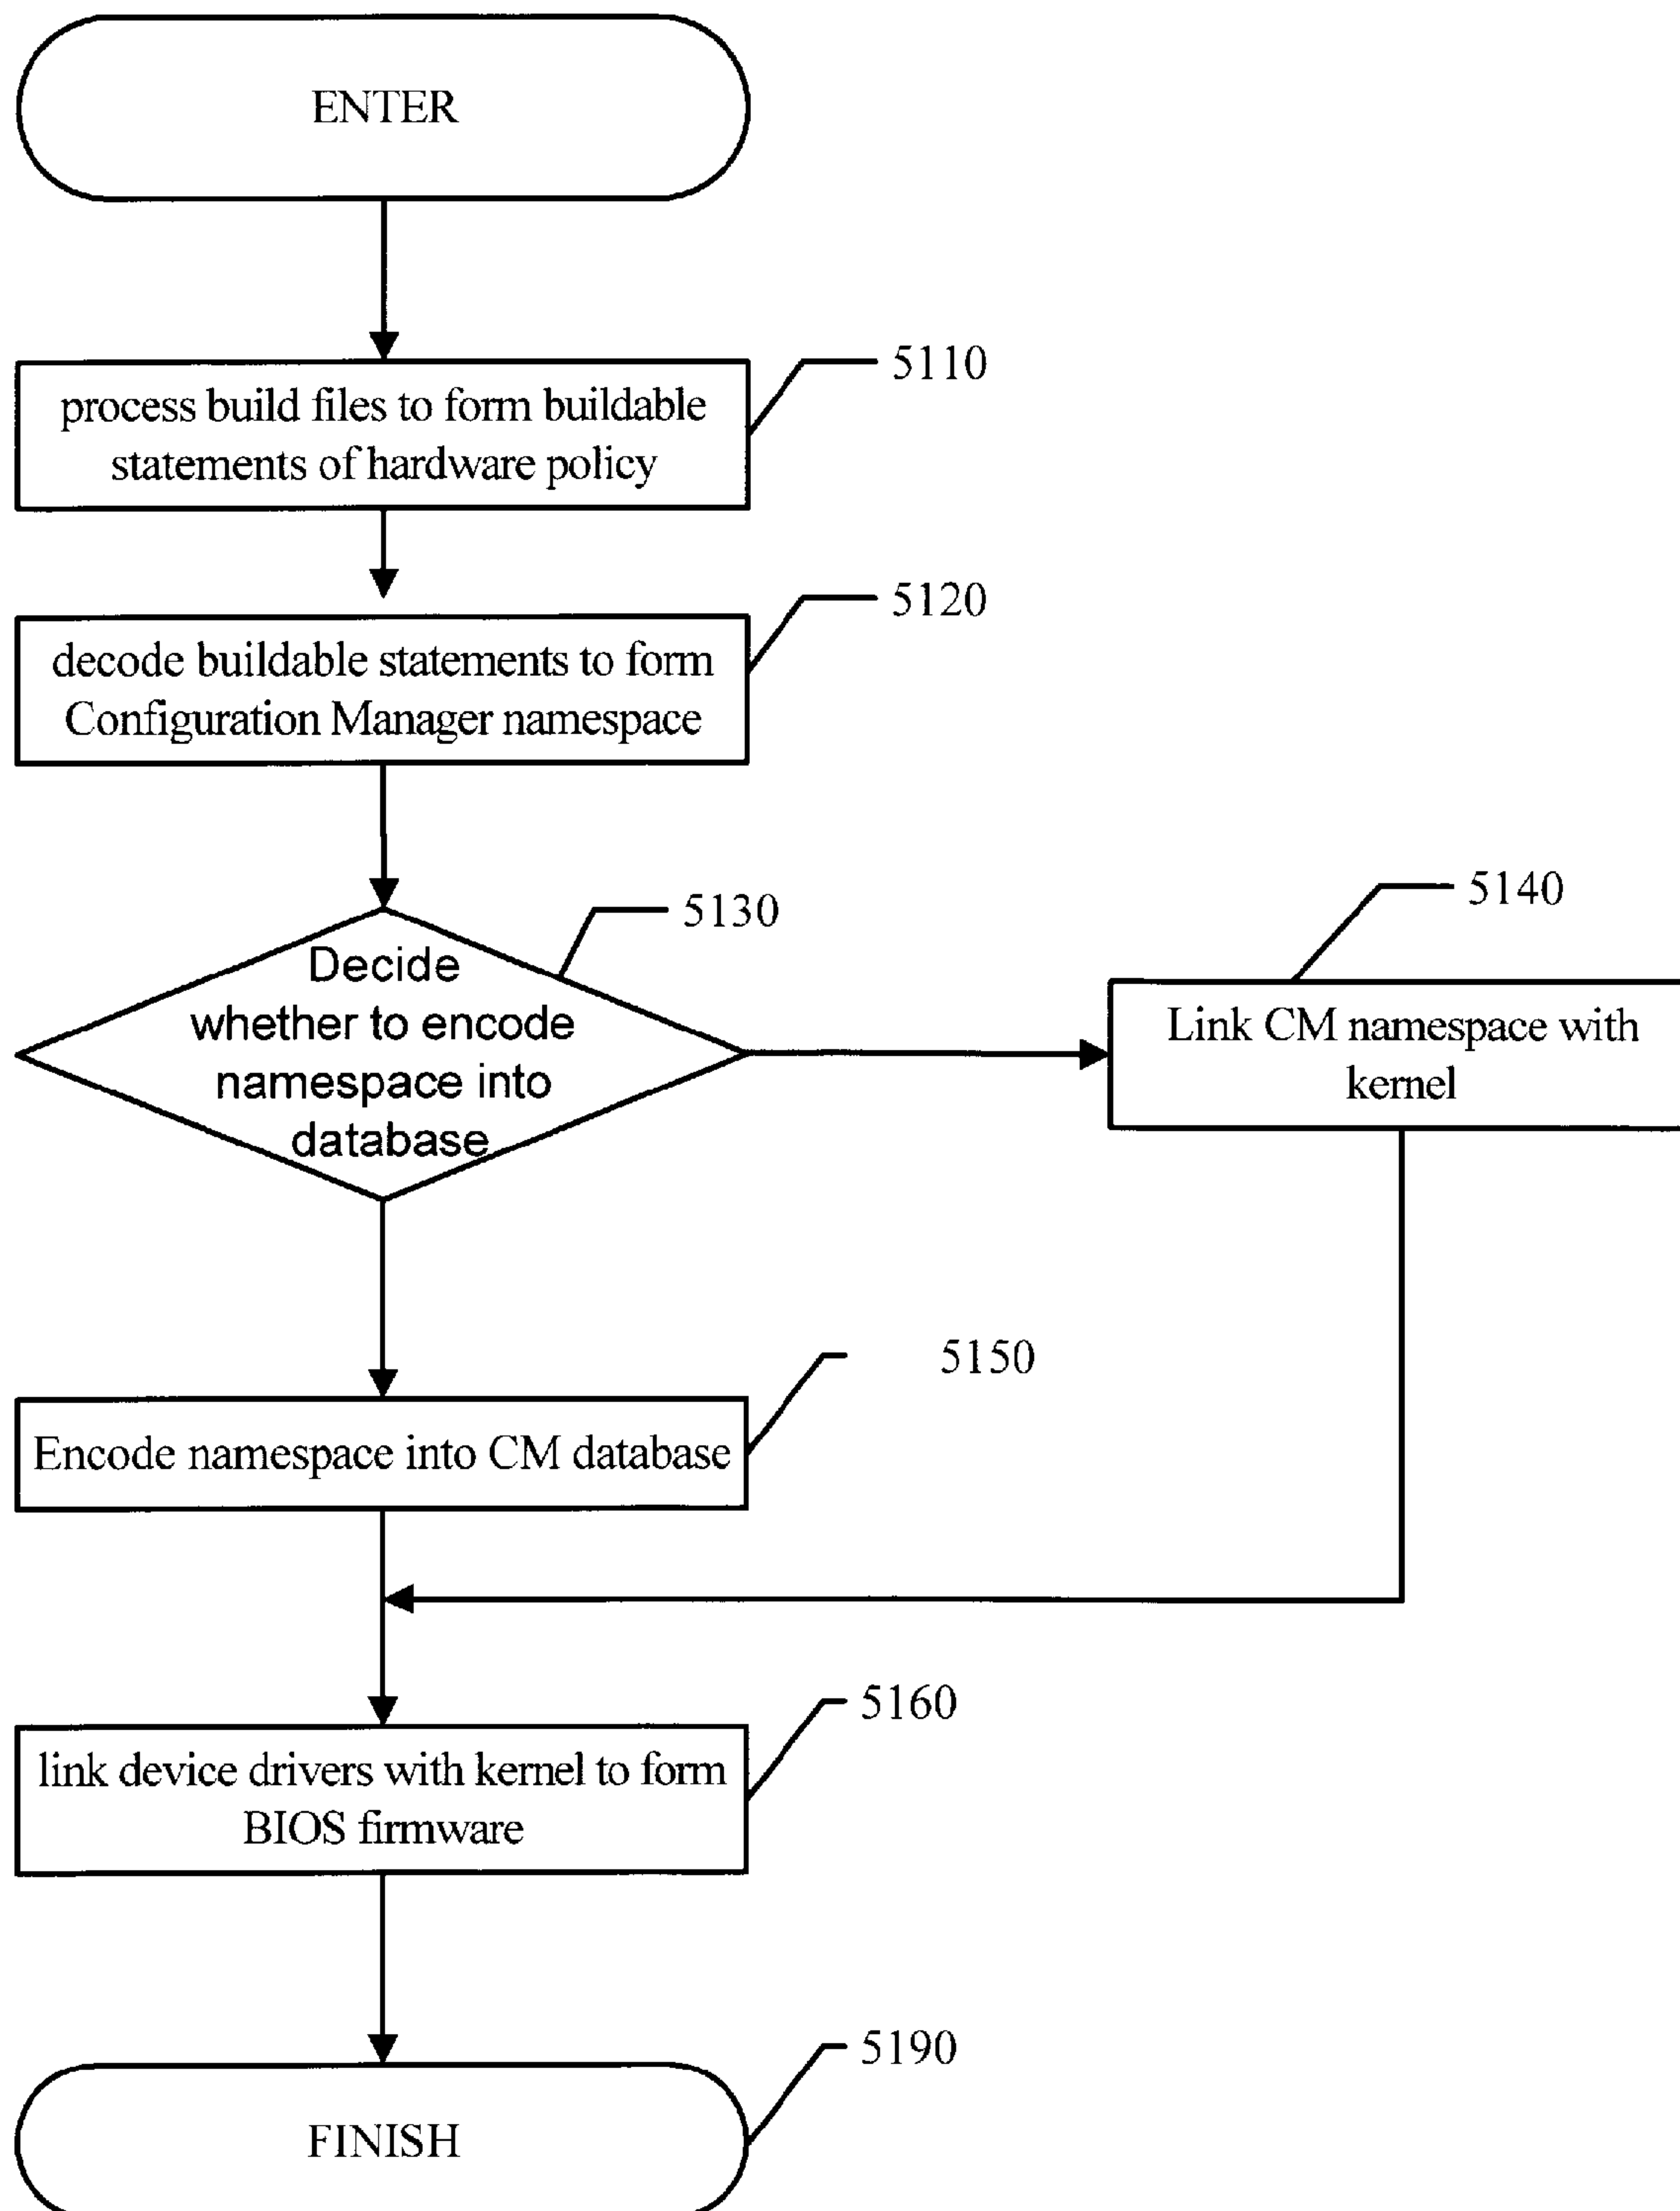 ENTER
5110
process build files to form buildable
statements of hardware policy
5120
decode buildable statements to form
Configuration Manager namespace
5130
Decide
whether to encode
namespace into
database
5140
Link CM namespace with
kernel
5150
Encode namespace into CM database
5160
link device drivers with kernel to form
BIOS firmware
5190
FINISH